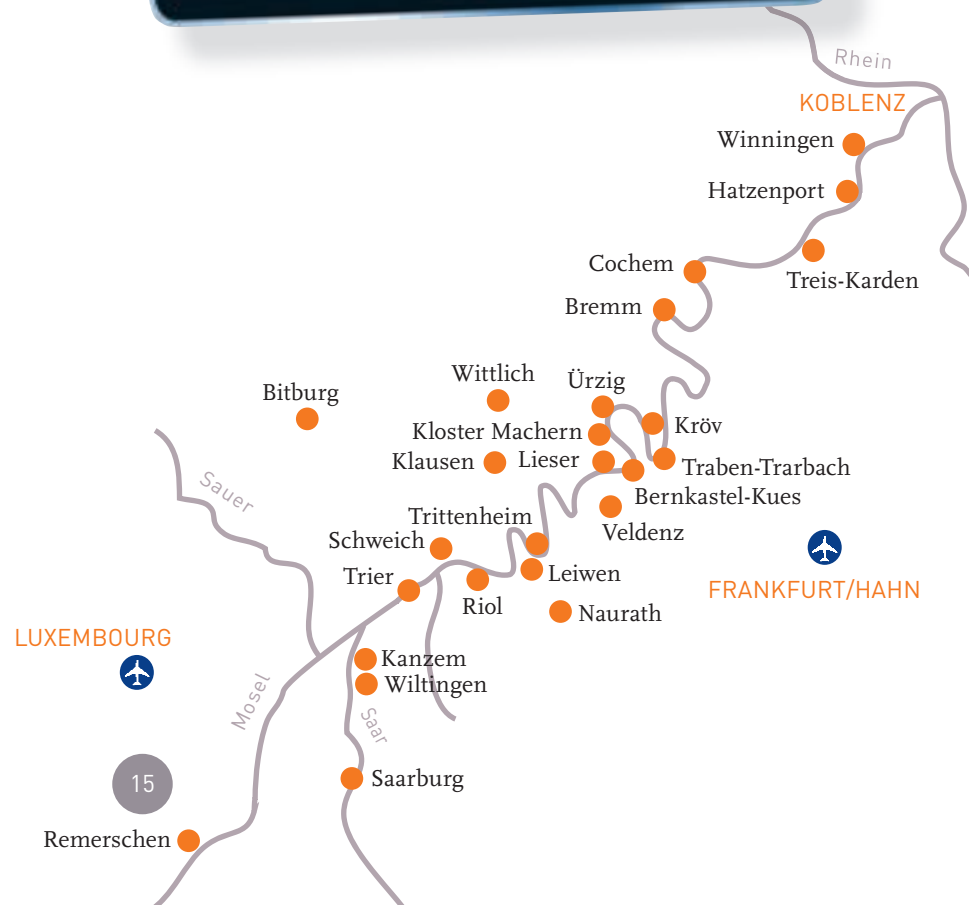 Rhein
KOBLENZ
Winningen
Hatzenport
Cochem
Treis-Karden
Bremm
Wittlich
Ürzig
Bitburg
Kloster Machern
Kröv
Klausen
Lieser
Traben-Trarbach
Bernkastel-Kues
Sauer
Trittenheim
Veldenz
Schweich
Trier
Leiwen
FRANKFURT/HAHN
Riol
Naurath
LUXEMBOURG
Kanzem
Wiltingen
Mosel
Saar
Saarburg
15
Remerschen